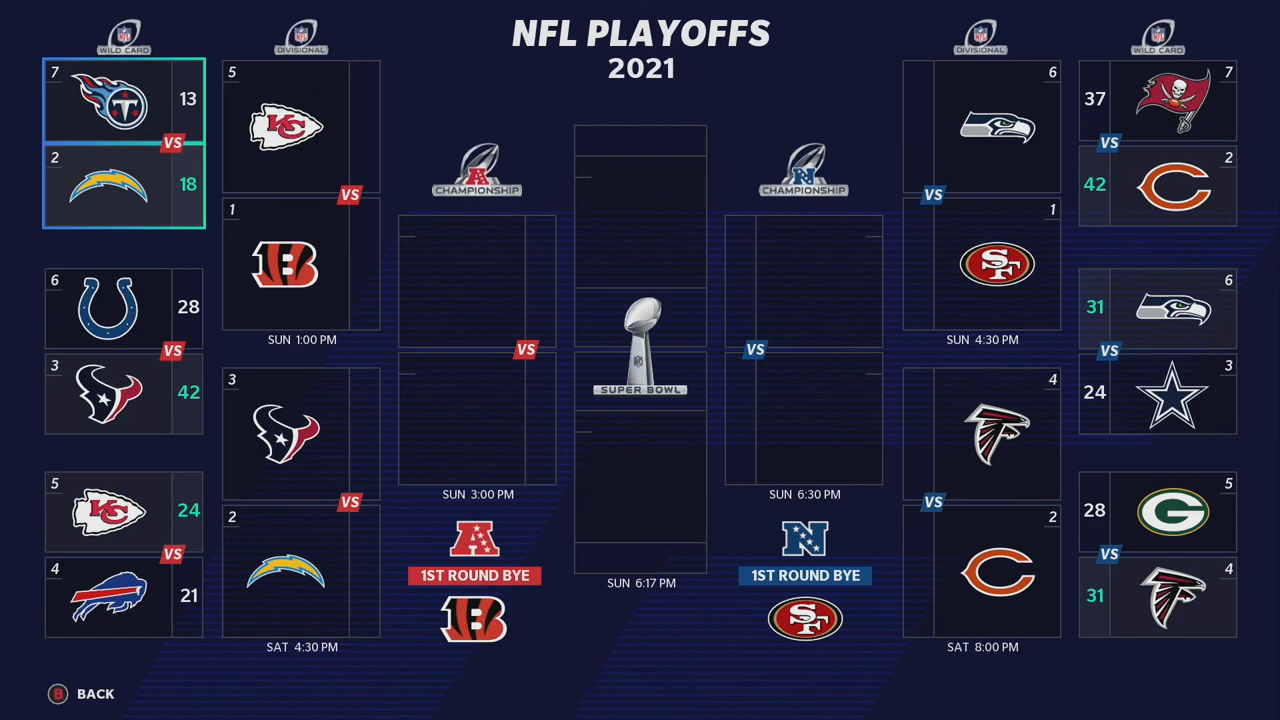 NFL PLAYOFFS
2021
WILD CARD
DIVISIONAL
DIVISIONAL
WILD CARD
7
13
VS
2
18
6
28
VS
3
42
5
24
VS
4
21
5
VS
1
SUN 1:00 PM
3
VS
2
SAT 4:30 PM
CHAMPIONSHIP
VS
SUN 3:00 PM
1ST ROUND BYE
SUPER BOWL
SUN 6:17 PM
CHAMPIONSHIP
VS
SUN 6:30 PM
1ST ROUND BYE
6
VS
1
SUN 4:30 PM
4
VS
2
SAT 8:00 PM
37
7
VS
42
2
31
6
VS
24
3
28
5
VS
31
4
B BACK